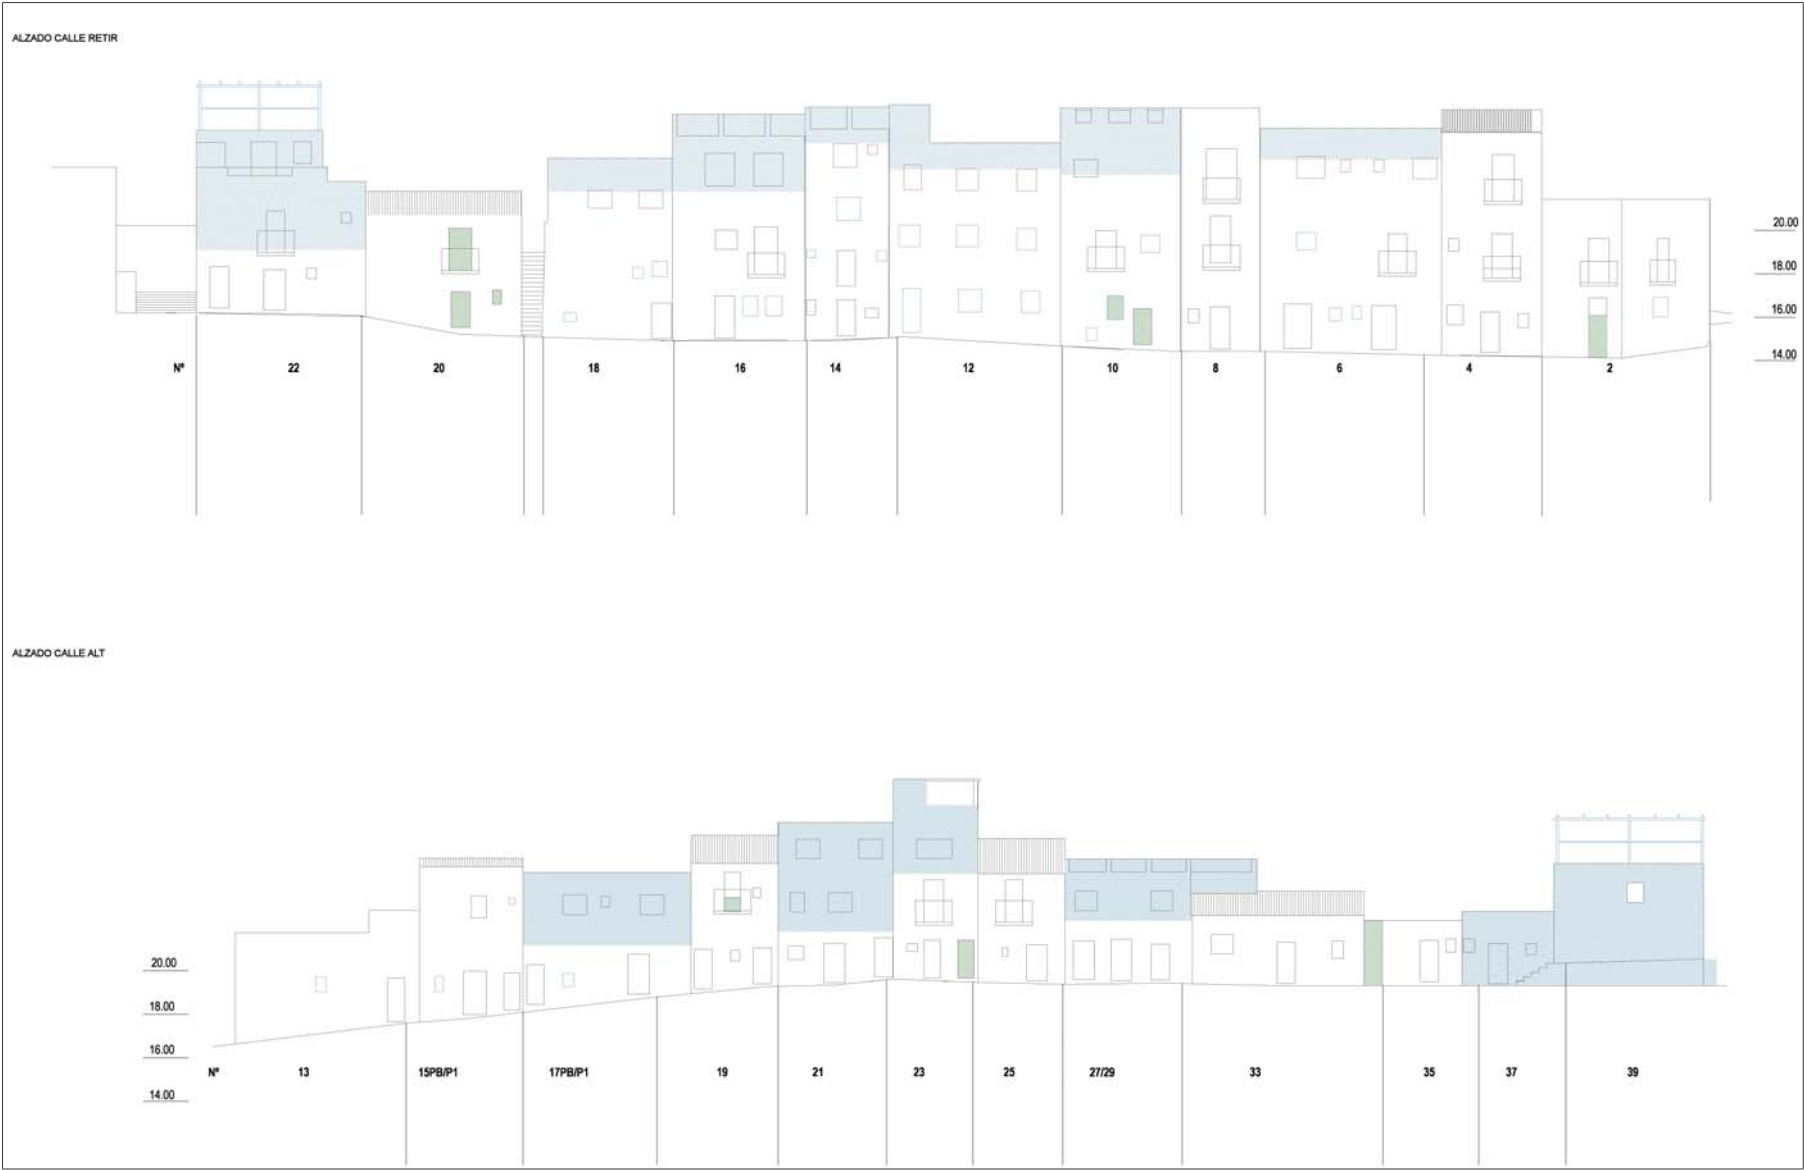 ALZADO CALLE RETIR
20.00
18.00
16.00
14.00
Nº 22 20 18 16 14 12 10 8 6 4 2
ALZADO CALLE ALT
20.00
18.00
16.00
Nº 13 15PB/P1 17PB/P1 19 21 23 25 27/29 33 35 37 39
14.00